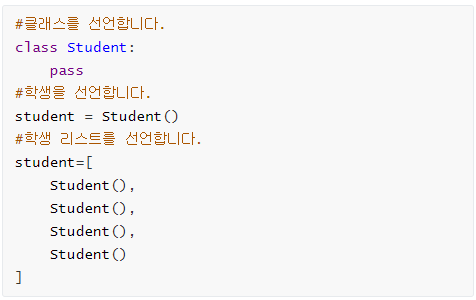 #클래스를 선언합니다.
class Student:
    pass
#학생을 선언합니다.
student = Student()
#학생 리스트를 선언합니다.
student=[
    Student(),
    Student(),
    Student(),
    Student()
]